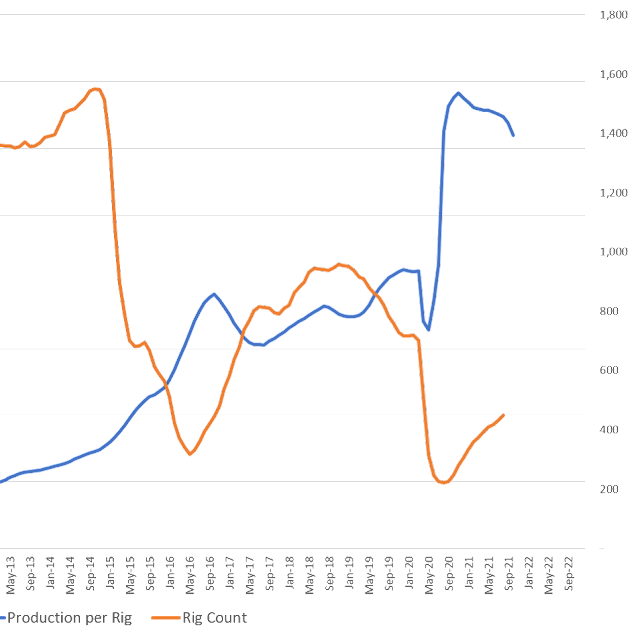 1,800
1,600
1,400
1,200
1,000
800
600
400
200
-
May-13
Sep-13
Jan-14
May-14
Sep-14
Jan-15
May-15
Sep-15
Jan-16
May-16
Sep-16
Jan-17
May-17
Sep-17
Jan-18
May-18
Sep-18
Jan-19
May-19
Sep-19
Jan-20
May-20
Sep-20
Jan-21
May-21
Sep-21
Jan-22
May-22
Sep-22
Production per Rig
Rig Count